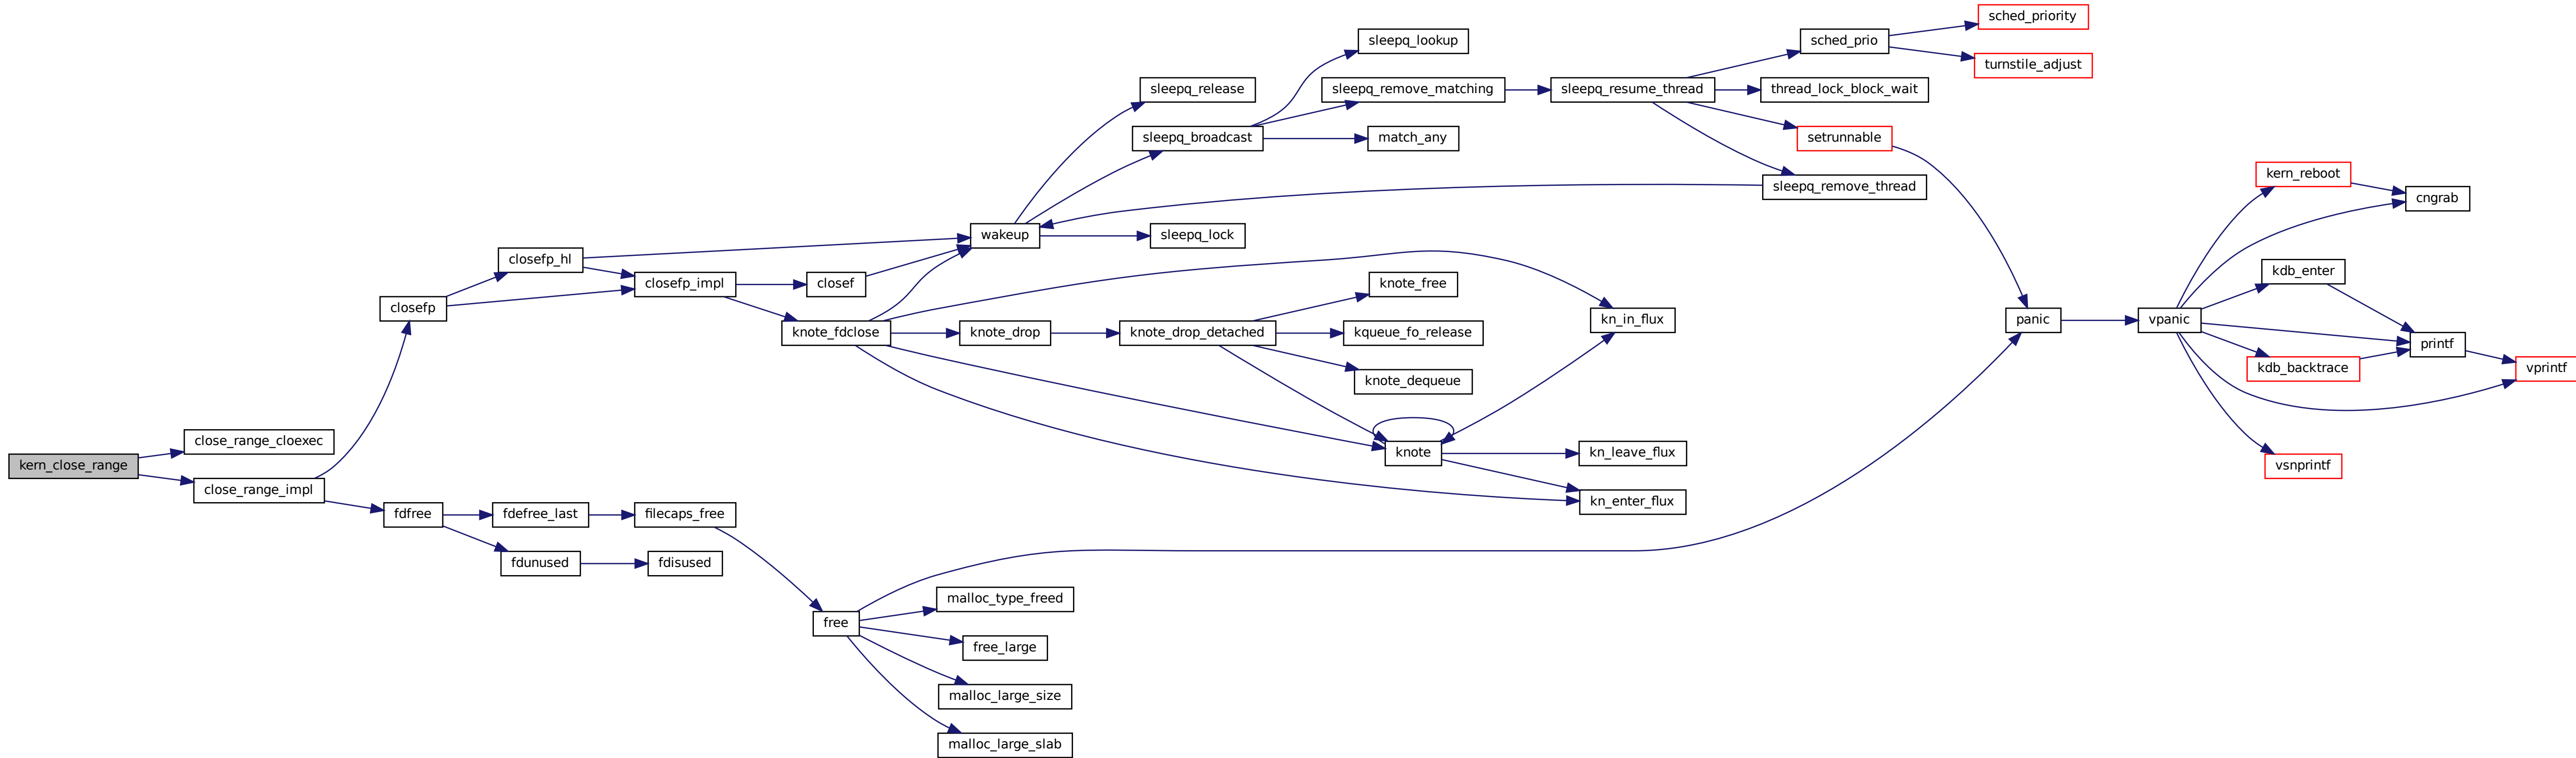 kern_close_range
close_range_cloexec
close_range_impl
closefp
fdfree
closefp_hl
closefp_impl
fdefree_last
fdunused
closef
knote_fdclose
filecaps_free
fdisused
free
wakeup
knote_drop
malloc_type_freed
free_large
malloc_large_size
malloc_large_slab
sleepq_release
sleepq_broadcast
sleepq_lock
knote_drop_detached
sleepq_lookup
sleepq_remove_matching
match_any
knote_free
kqueue_fo_release
knote_dequeue
knote
sleepq_resume_thread
kn_in_flux
kn_leave_flux
kn_enter_flux
sched_prio
thread_lock_block_wait
setrunnable
sleepq_remove_thread
sched_priority
turnstile_adjust
panic
vpanic
kern_reboot
kdb_enter
kdb_backtrace
vsnprintf
cngrab
printf
vprintf